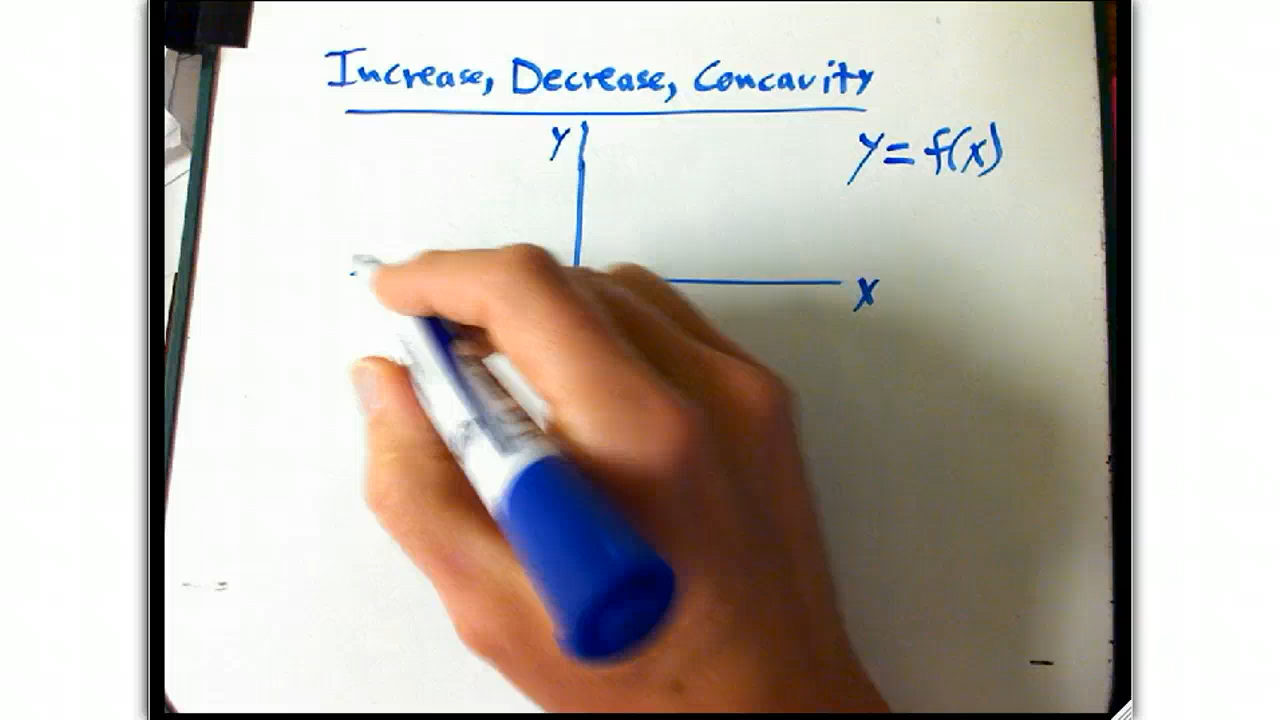 Increase, Decrease, Concavity
y
y = f(x)
x